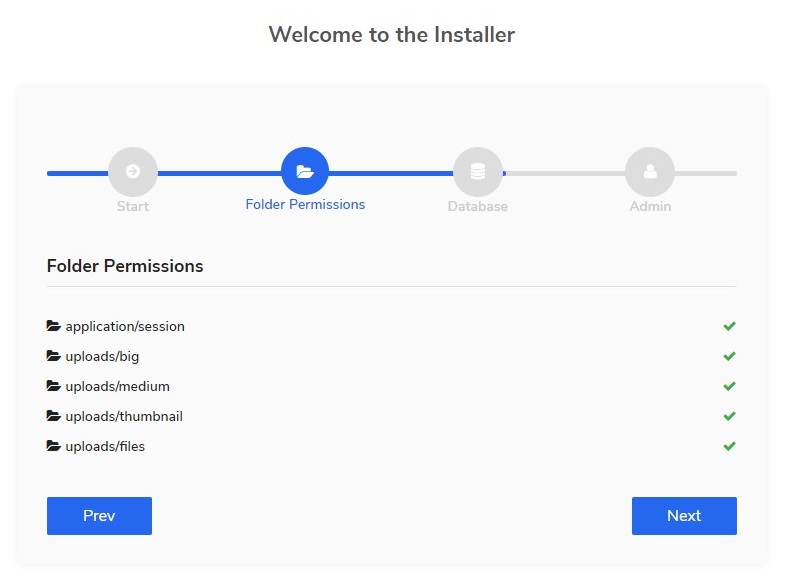 Welcome to the Installer
Start
Folder Permissions
Database
Admin
Folder Permissions
application/session
uploads/big
uploads/medium
uploads/thumbnail
uploads/files
Prev
Next